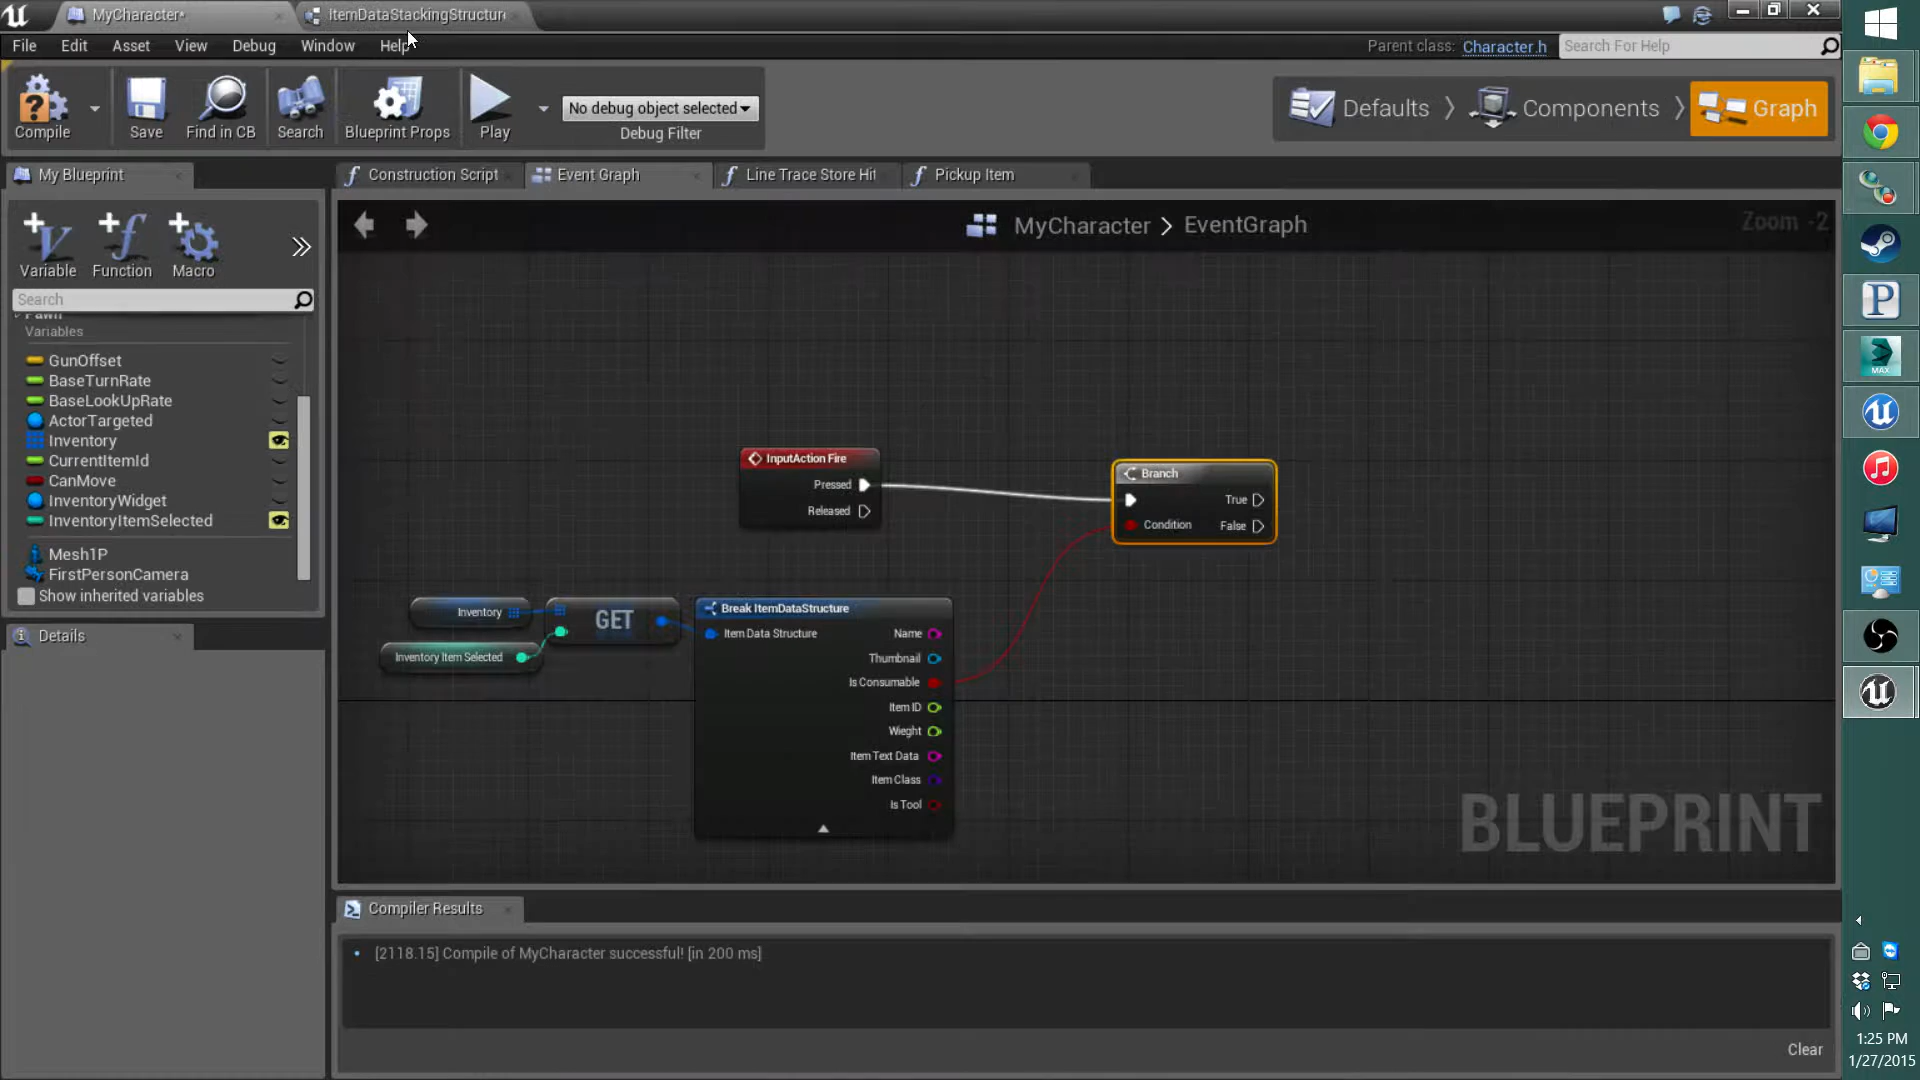 MyCharacter*
ItemDataStackingStructur
File Edit Asset View Debug Window Help
Parent class: Character.h
Search For Help
Compile
Save
Find in CB
Search
Blueprint Props
Play
No debug object selected
Debug Filter
Defaults
Components
Graph
My Blueprint
Construction Script
Event Graph
Line Trace Store Hit
Pickup Item
MyCharacter > EventGraph
Zoom -2
Variable
Function
Macro
Search
Pawn
Variables
GunOffset
BaseTurnRate
BaseLookUpRate
ActorTargeted
Inventory
CurrentItemId
CanMove
InventoryWidget
InventoryItemSelected
Mesh1P
FirstPersonCamera
Show inherited variables
Details
InputAction Fire
Pressed
Released
Branch
True
Condition
False
Inventory
GET
Inventory Item Selected
Break ItemDataStructure
Item Data Structure
Name
Thumbnail
Is Consumable
Item ID
Wieght
Item Text Data
Item Class
Is Tool
BLUEPRINT
Compiler Results
[2118.15] Compile of MyCharacter successful! [in 200 ms]
Clear
MAX
1:25 PM
1/27/2015